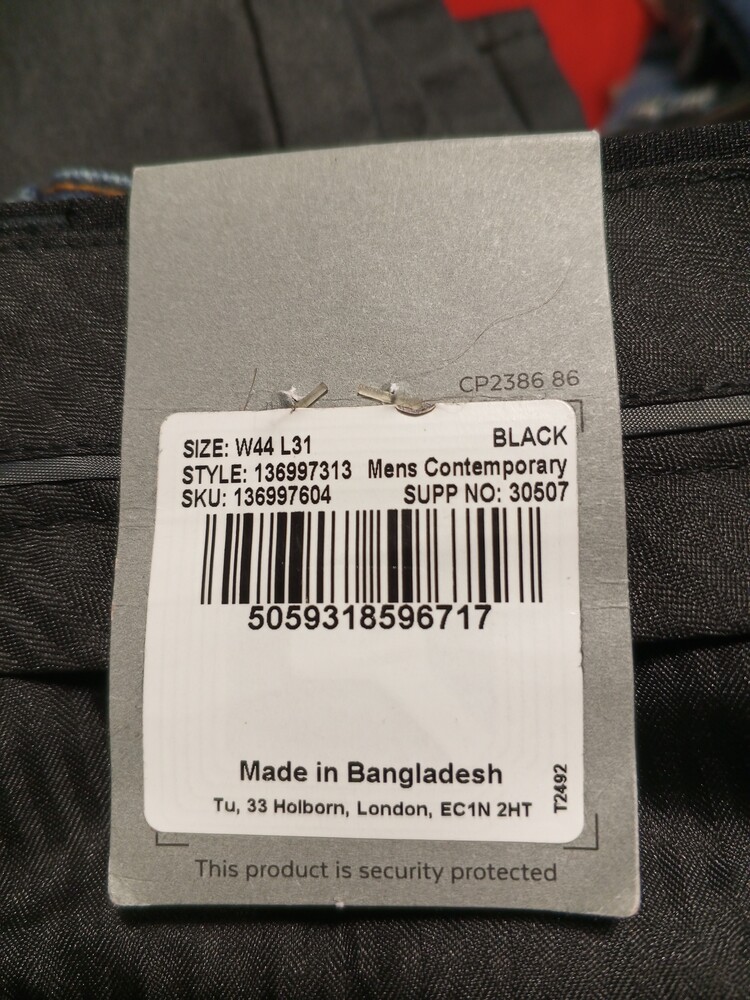 CP2386 86
SIZE: W44 L31 BLACK
STYLE: 136997313 Mens Contemporary
SKU: 136997604 SUPP NO: 30507
5059318596717
Made in Bangladesh
Tu, 33 Holborn, London, EC1N 2HT
T2492
This product is security protected